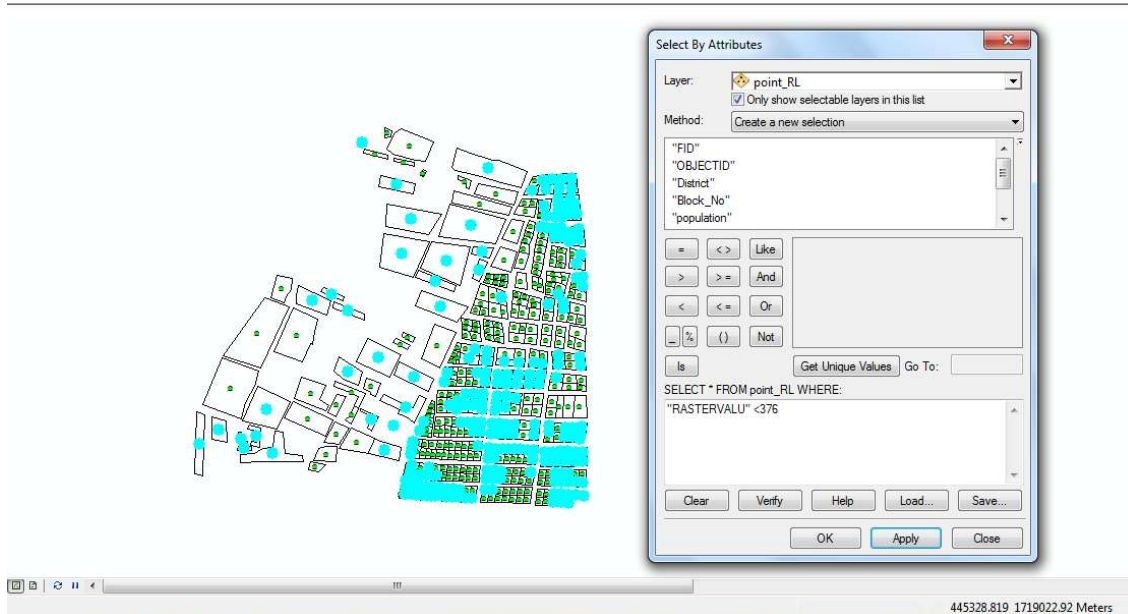 Select By Attributes
Layer: point_RL
Only show selectable layers in this list
Method: Create a new selection
"FID"
"OBJECTID"
"District"
"Block_No"
"population"
= < > Like
> > = And
< < = Or
_ % ( ) Not
Is Get Unique Values Go To:
SELECT * FROM point_RL WHERE:
"RASTERVALU" <376
Clear Verify Help Load... Save...
OK Apply Close
445328.819 1719022.92 Meters